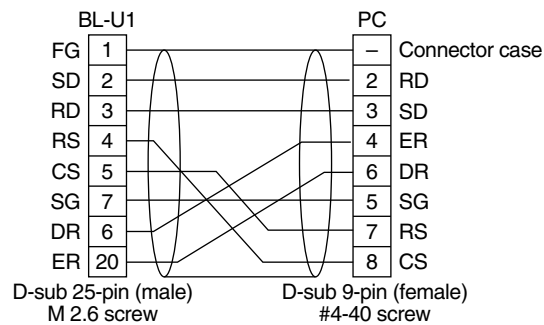 BL-U1 PC
FG 1 – Connector case
SD 2 2 RD
RD 3 3 SD
RS 4 4 ER
CS 5 6 DR
SG 7 5 SG
DR 6 7 RS
ER 20 8 CS
D-sub 25-pin (male) D-sub 9-pin (female)
M 2.6 screw #4-40 screw